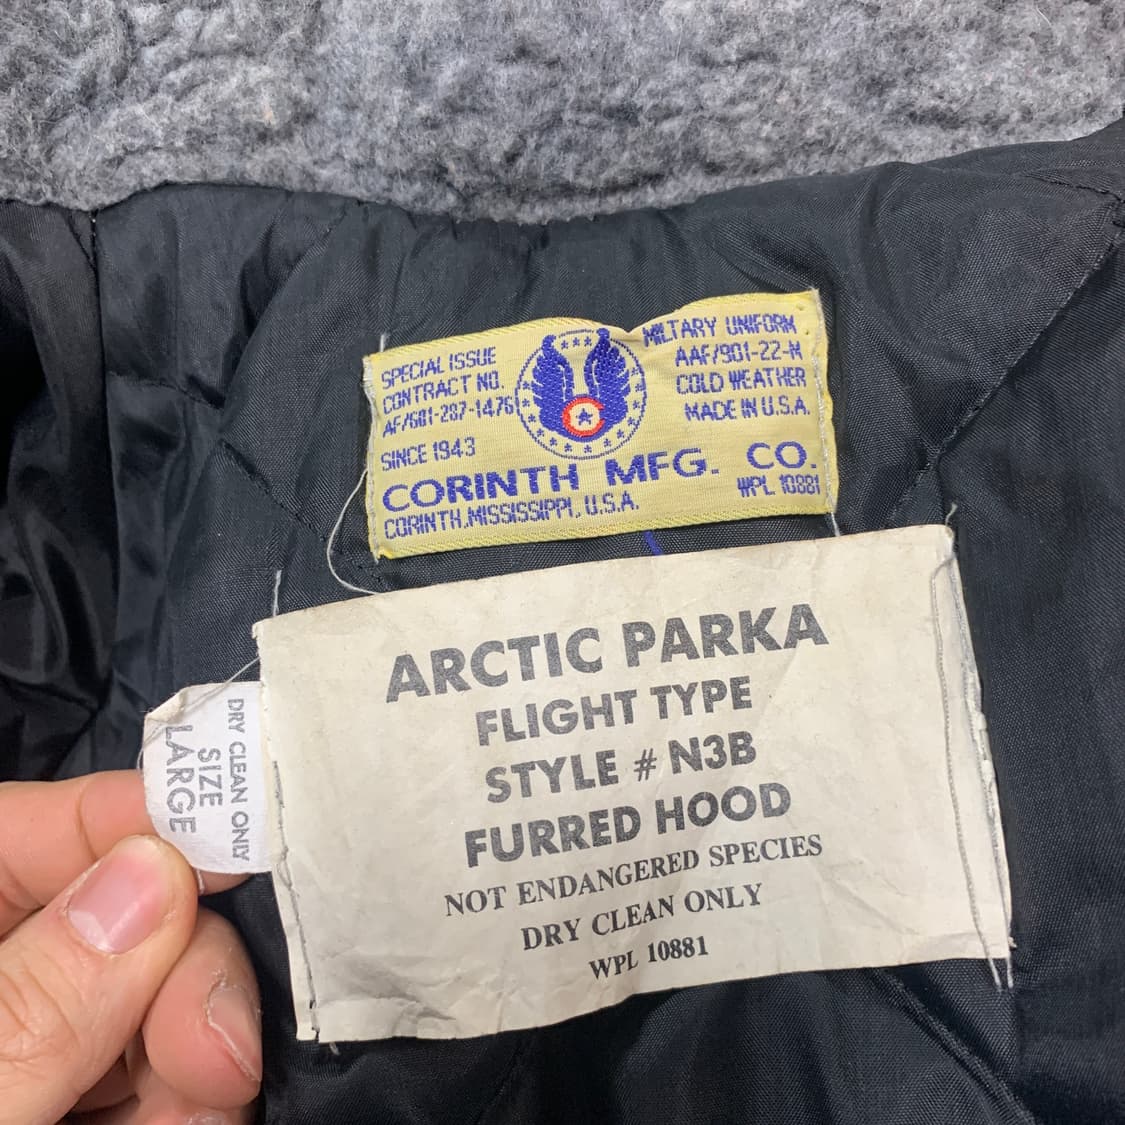 SPECIAL ISSUE
CONTRACT NO.
AF/681-287-1476
SINCE 1943
MILITARY UNIFORM
AAF/901-22-N
COLD WEATHER
MADE IN U.S.A.
C
CORINTH MFG. CO.
CORINTH, MISSISSIPPI, U.S.A.
WPL 10881
ARCTIC PARKA
FLIGHT TYPE
STYLE # N3B
FURRED HOOD
NOT ENDANGERED SPECIES
DRY CLEAN ONLY
WPL 10881
DRY CLEAN ONLY
SIZE
LARGE